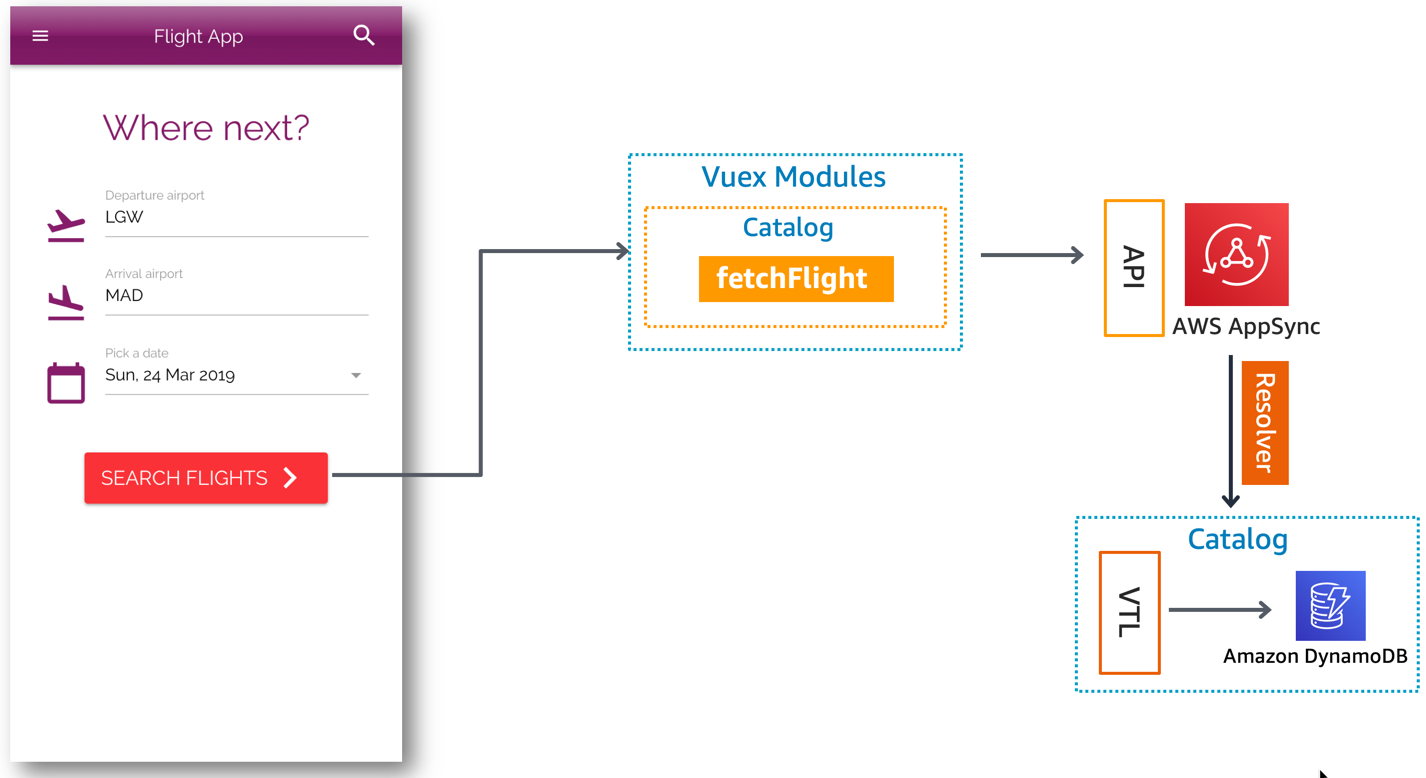 Flight App
Where next?
Departure airport
LGW
Arrival airport
MAD
Pick a date
Sun, 24 Mar 2019
SEARCH FLIGHTS
Vuex Modules
Catalog
fetchFlight
API
AWS AppSync
Resolver
Catalog
VTL
Amazon DynamoDB